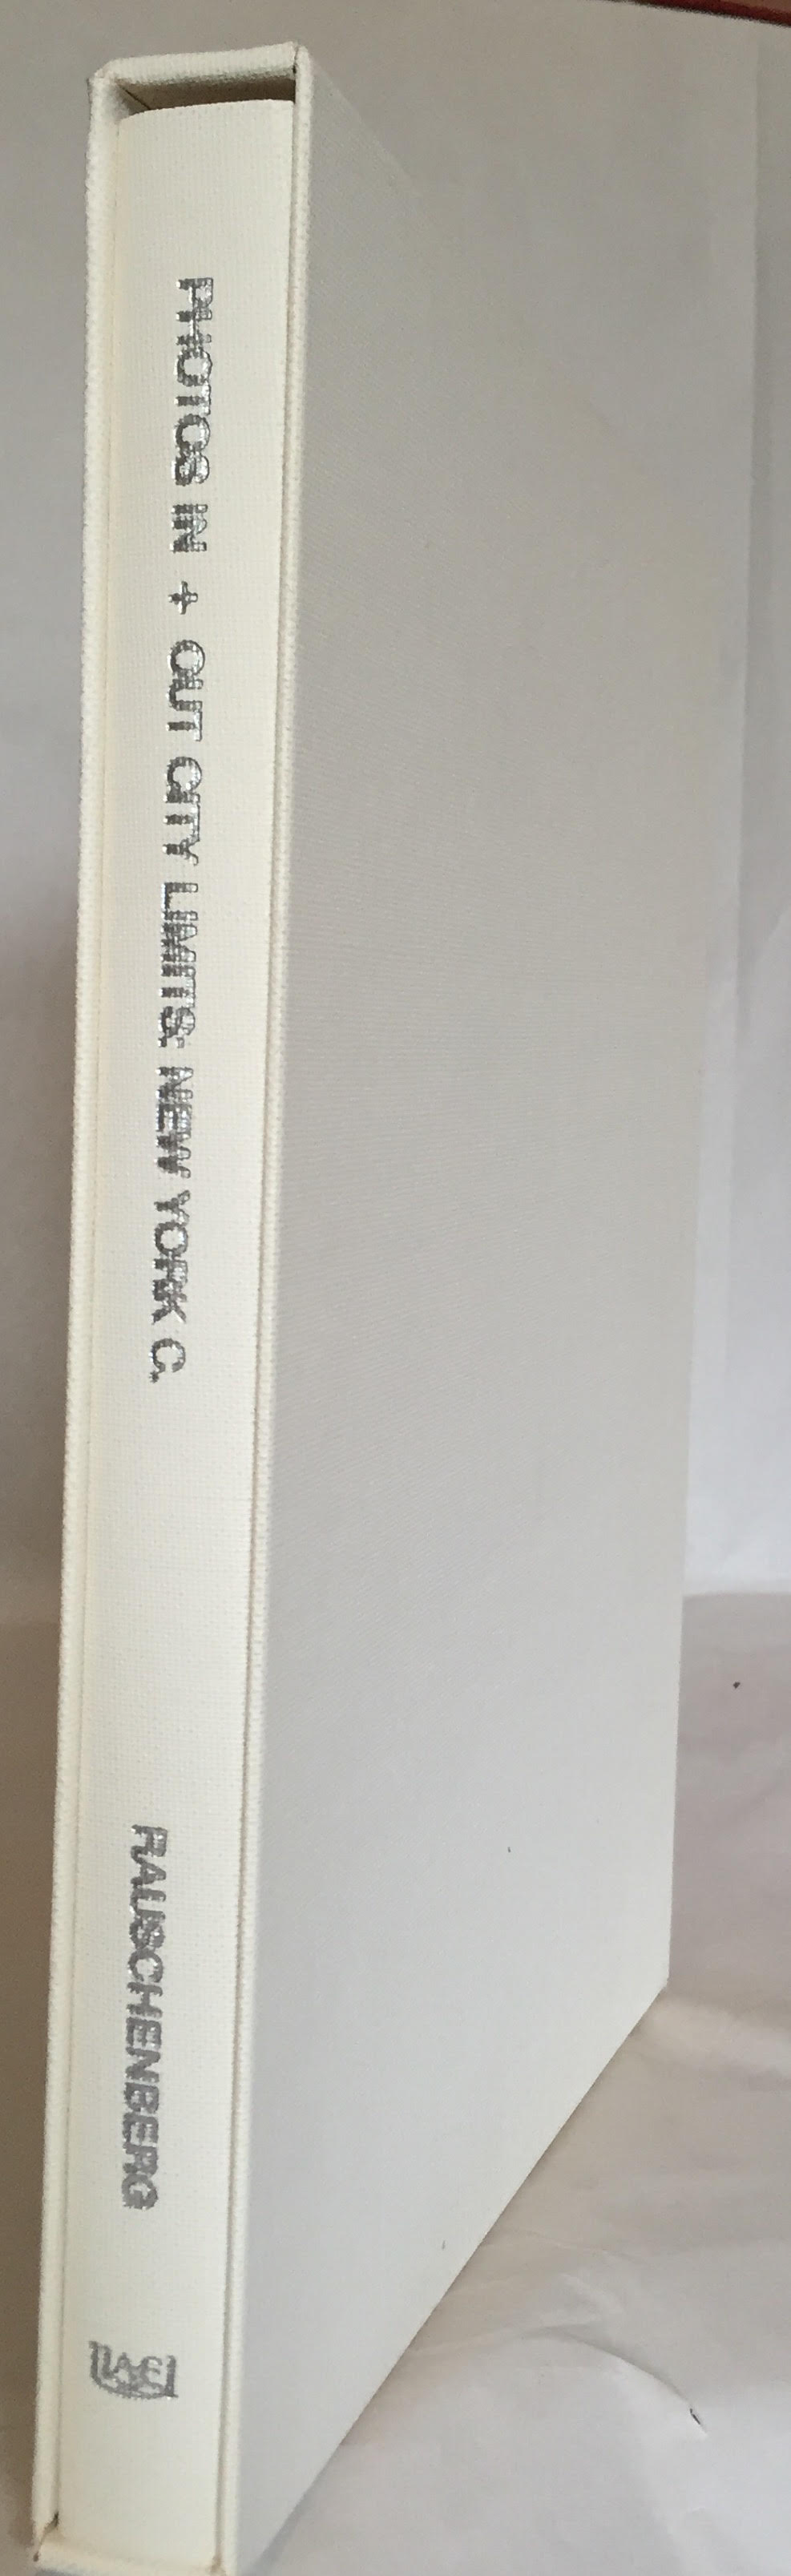 PHOTOS IN + OUT CITY LIMITS: NEW YORK C.
RAUSCHENBERG